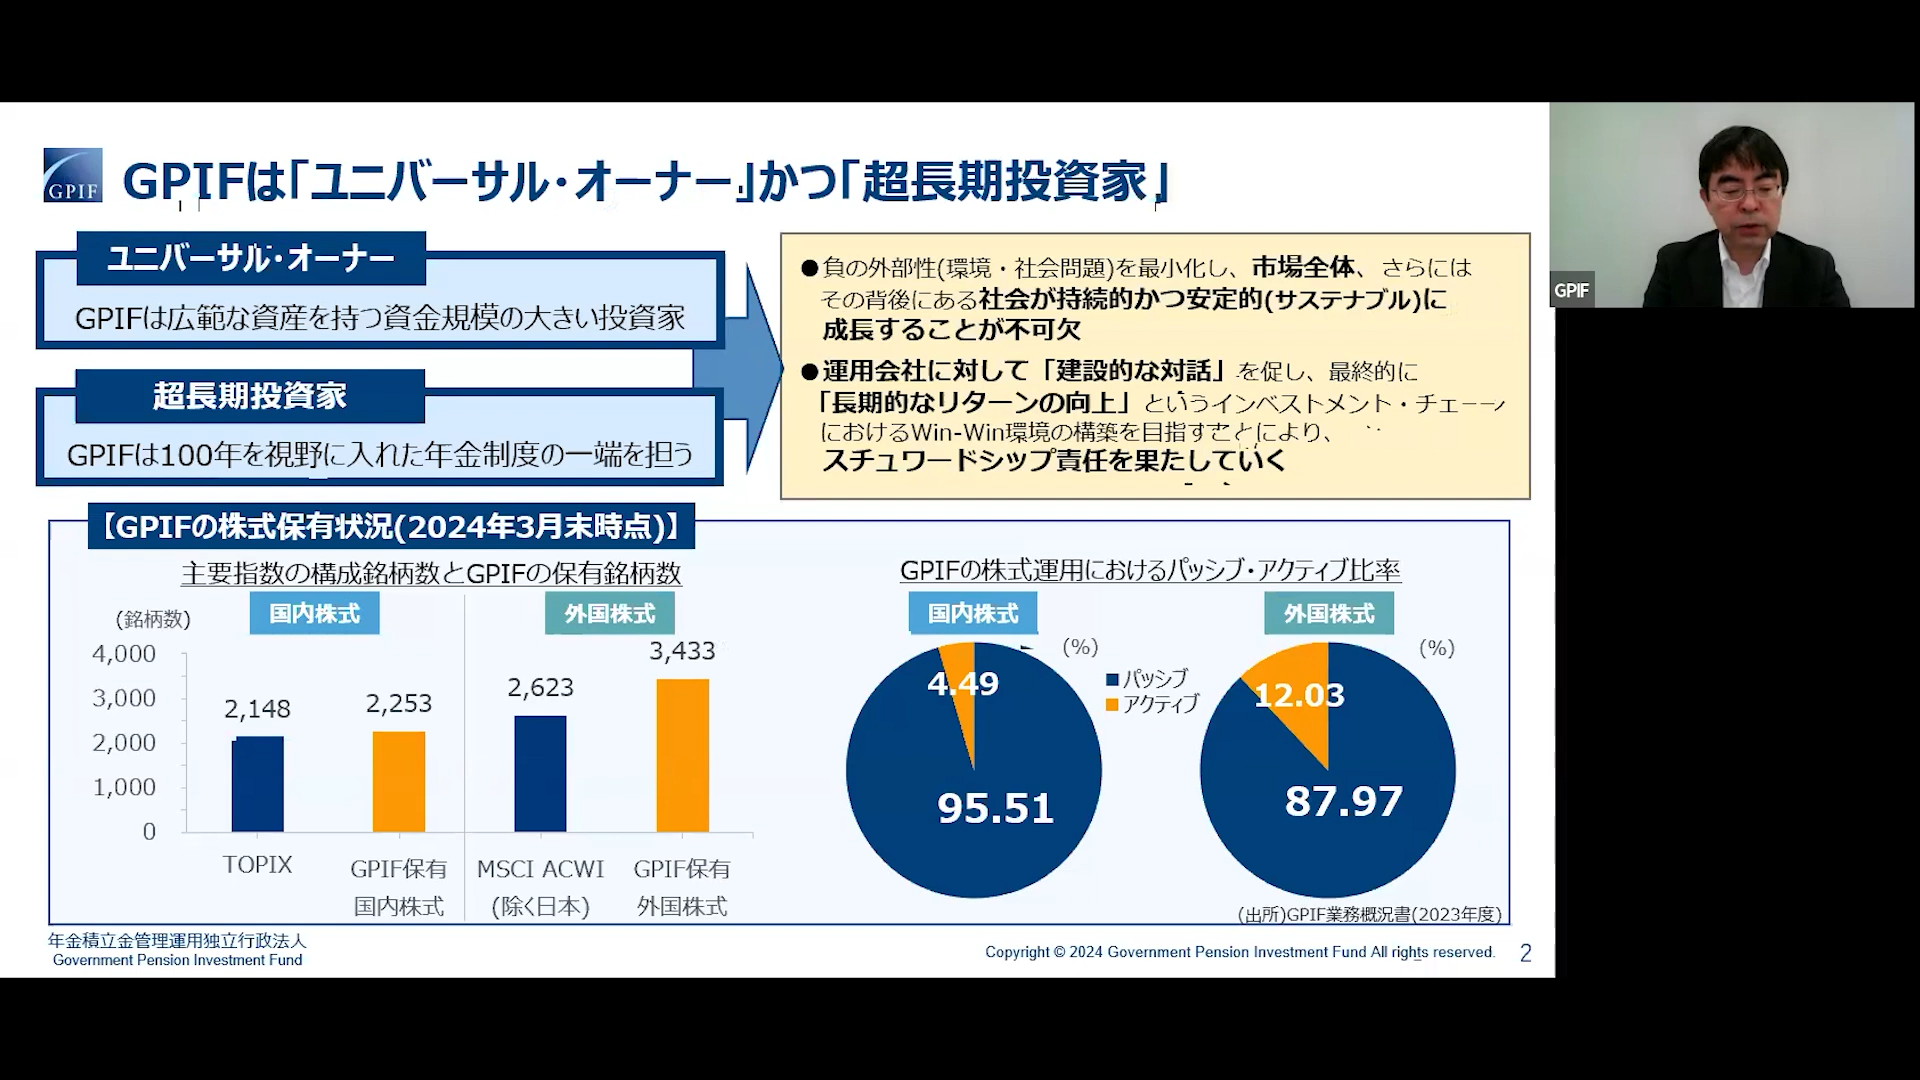 GPIF
GPIFは「ユニバーサル・オーナー」かつ「超長期投資家」
ユニバーサル・オーナー
GPIFは広範な資産を持つ資金規模の大きい投資家
超長期投資家
GPIFは100年を視野に入れた年金制度の一端を担う
●負の外部性(環境・社会問題)を最小化し、市場全体、さらには
その背後にある社会が持続的かつ安定的(サステナブル)に
成長することが不可欠
●運用会社に対して「建設的な対話」を促し、最終的に
「長期的なリターンの向上」というインベストメント・チェーン
におけるWin-Win環境の構築を目指すことにより、
スチュワードシップ責任を果たしていく
GPIF
【GPIFの株式保有状況(2024年3月末時点)】
主要指数の構成銘柄数とGPIFの保有銘柄数
国内株式
外国株式
(銘柄数)
4,000
3,000
2,000
1,000
0
2,148
2,253
2,623
3,433
TOPIX
GPIF保有
国内株式
MSCI ACWI
(除く日本)
GPIF保有
外国株式
GPIFの株式運用におけるパッシブ・アクティブ比率
国内株式
(%)
4.49
95.51
■パッシブ
■アクティブ
外国株式
(%)
12.03
87.97
(出所)GPIF業務概況書(2023年度)
年金積立金管理運用独立行政法人
Government Pension Investment Fund
Copyright © 2024 Government Pension Investment Fund All rights reserved.
2